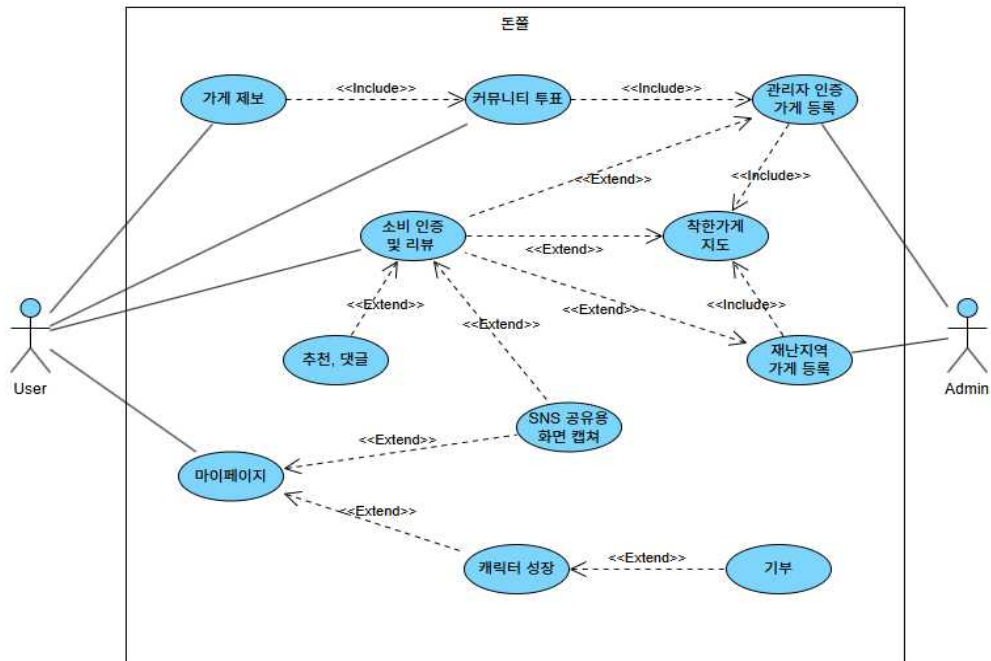 돈쭐
가게 제보
<<Include>>
커뮤니티 투표
<<Include>>
관리자 인증
가게 등록
<<Extend>>
<<Include>>
소비 인증
및 리뷰
<<Extend>>
착한가게
지도
<<Extend>>
<<Extend>>
<<Extend>>
<<Include>>
추천, 댓글
재난지역
가게 등록
User
Admin
SNS 공유용
화면 캡쳐
<<Extend>>
마이페이지
<<Extend>>
캐릭터 성장
<<Extend>>
기부